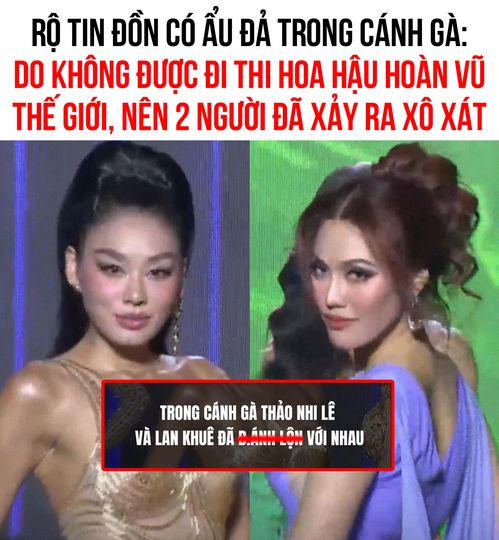 RỘ TIN ĐỒN CÓ ẨU ĐẢ TRONG CÁNH GÀ:
DO KHÔNG ĐƯỢC ĐI THI HOA HẬU HOÀN VŨ
THẾ GIỚI, NÊN 2 NGƯỜI ĐÃ XẢY RA XÔ XÁT
TRONG CÁNH GÀ THẢO NHI LÊ
VÀ LAN KHUÊ ĐÃ Đ.ÁNH LỘN VỚI NHAU